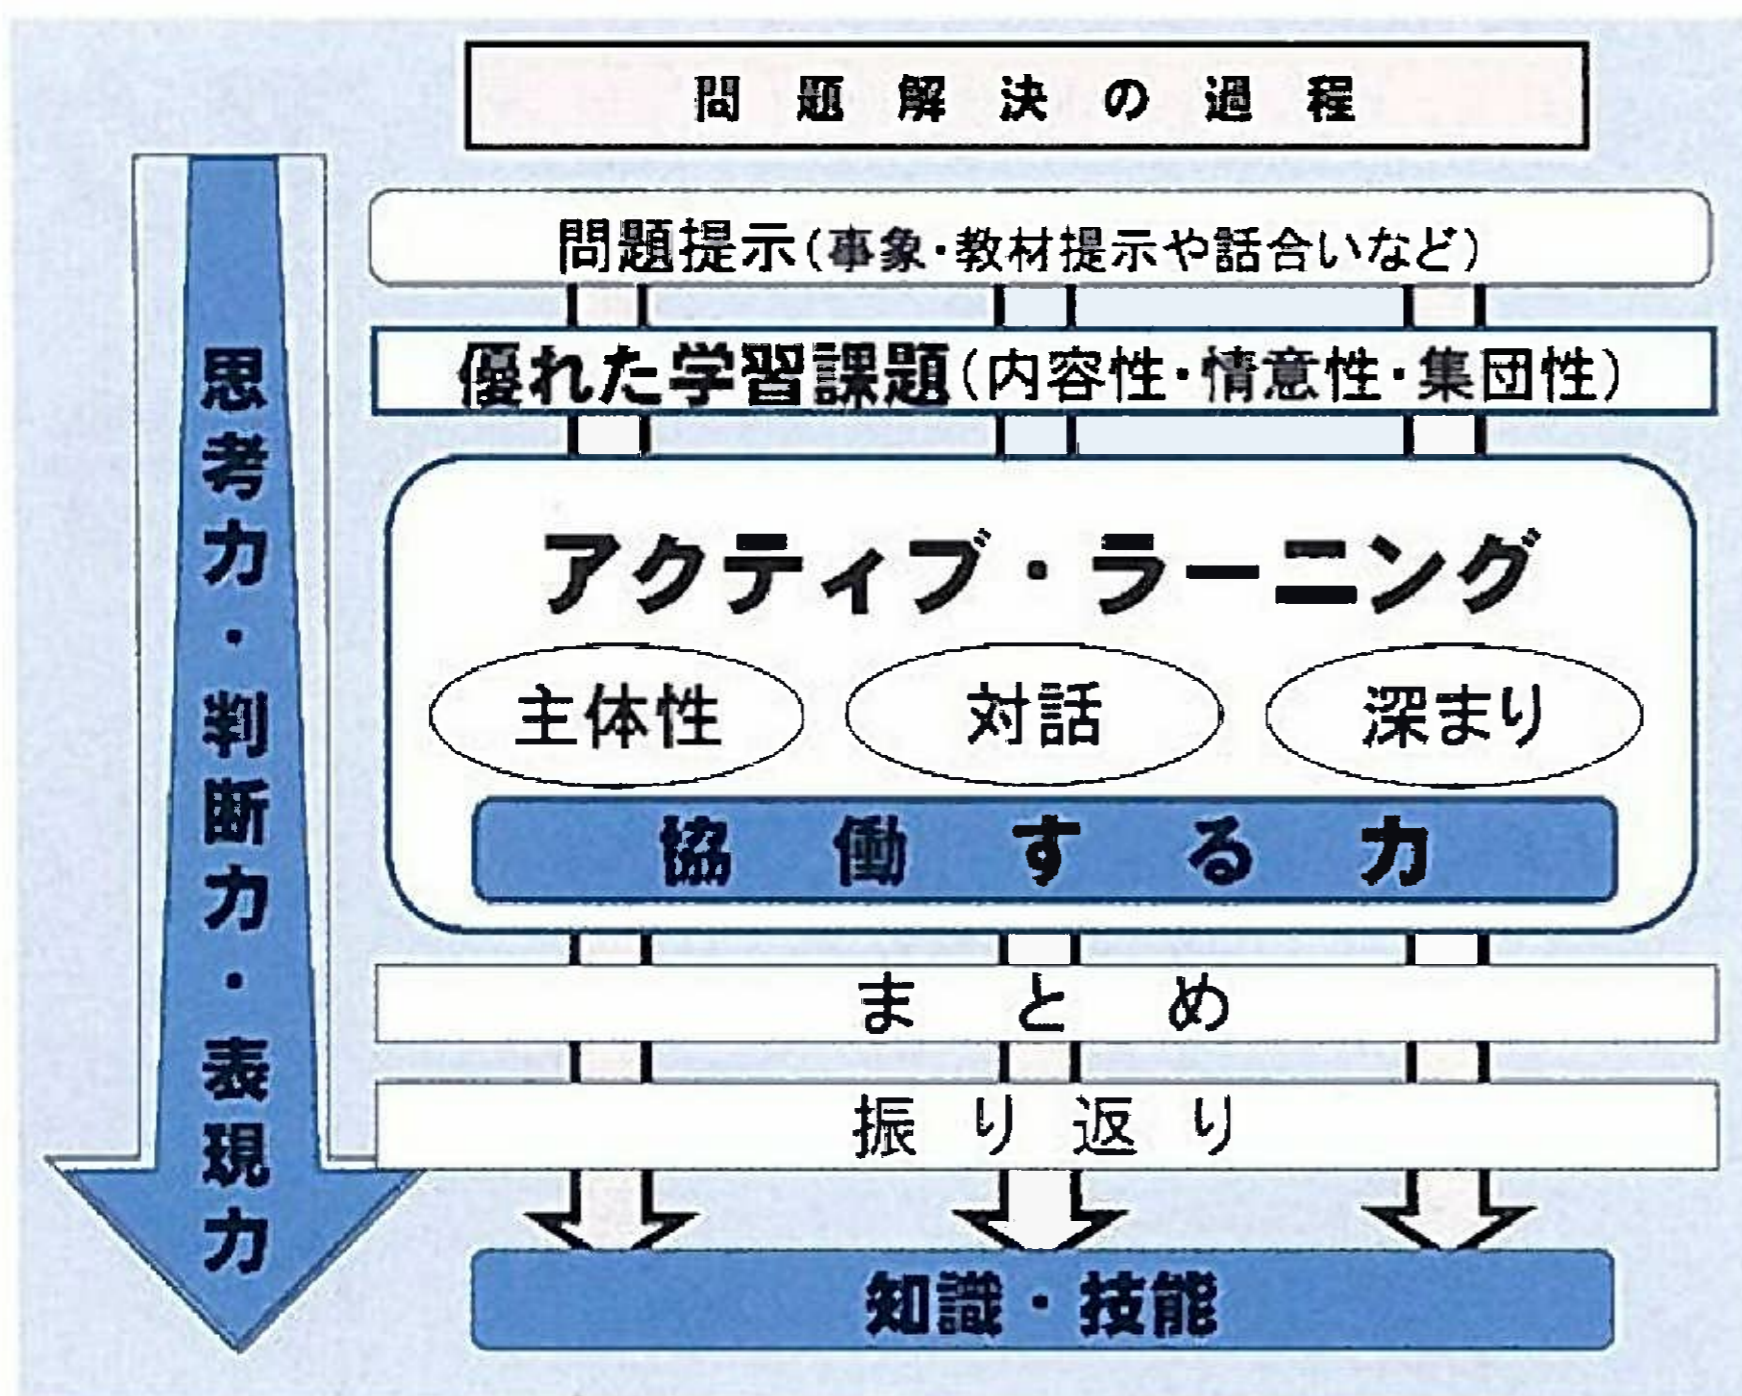 問題解決の過程
問題提示(事象・教材提示や話合いなど)
優れた学習課題(内容性・情意性・集団性)
アクティブ・ラーニング
主体性
対話
深まり
協働する力
まとめ
振り返り
知識・技能
思考力・判断力・表現力